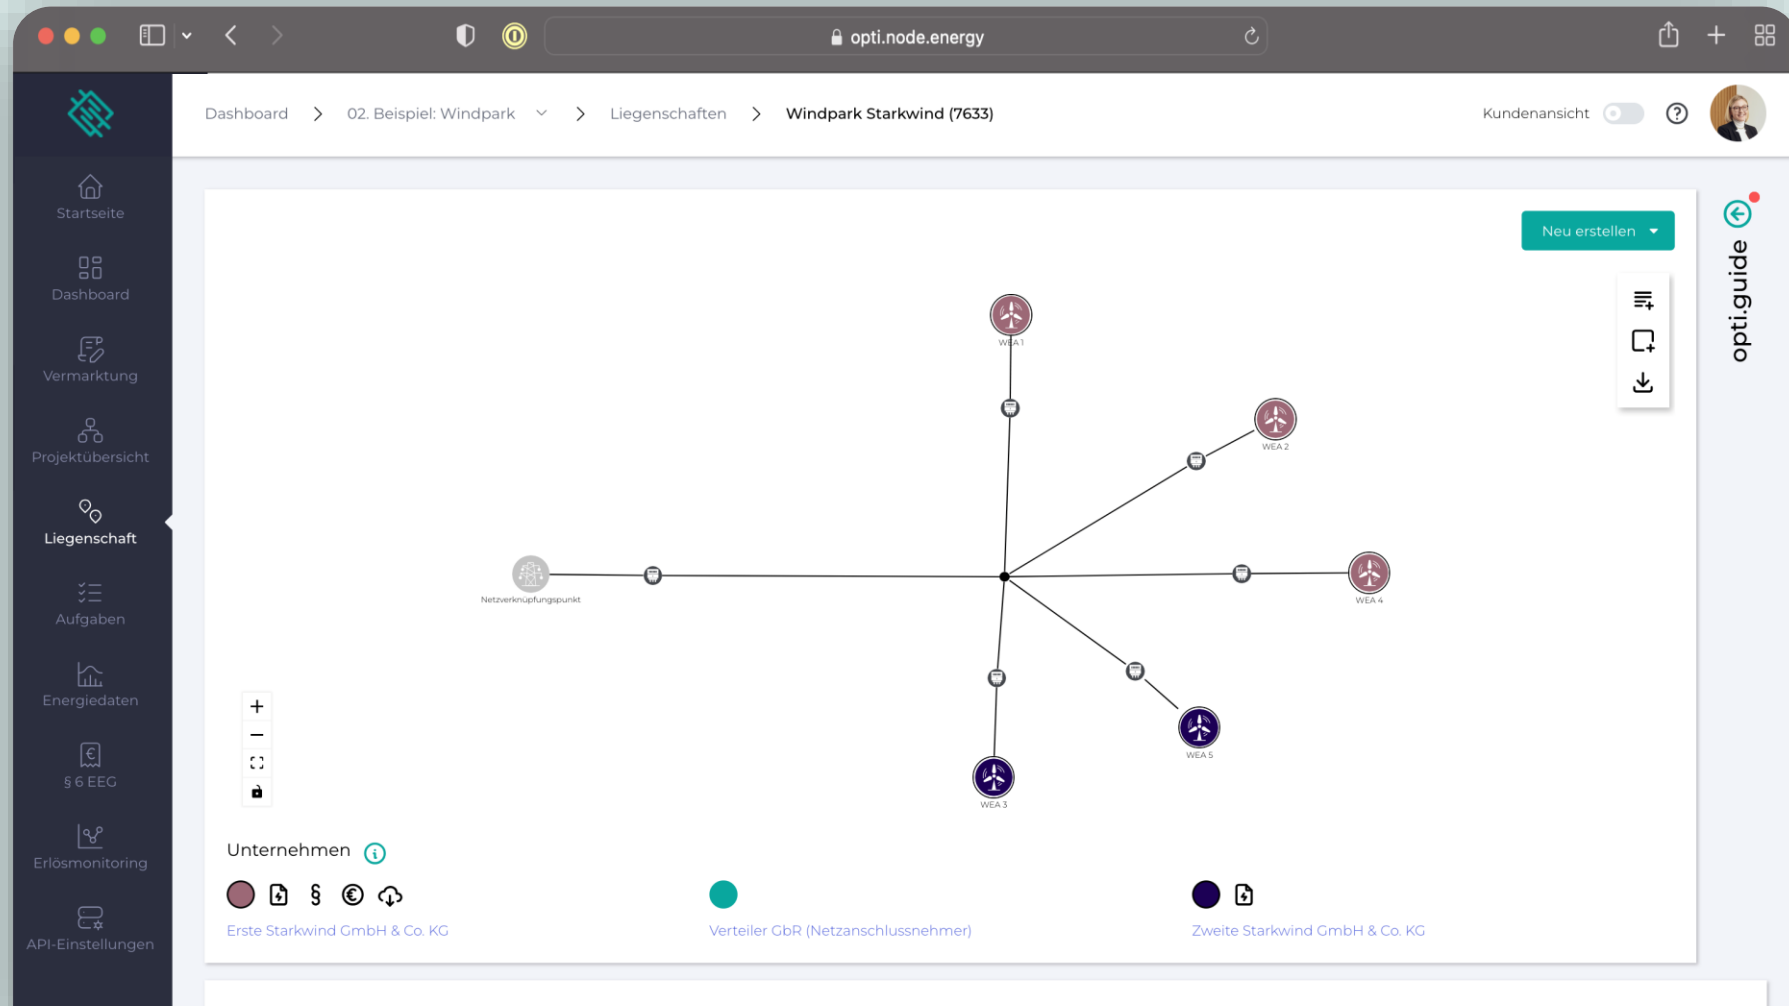 opti.node.energy
Dashboard > 02. Beispiel: Windpark > Liegenschaften > Windpark Starkwind (7633)
Kundenansicht
Startseite
Dashboard
Vermarktung
Projektübersicht
Liegenschaft
Aufgaben
Energiedaten
§ 6 EEG
Erlösmonitoring
API-Einstellungen
Neu erstellen
opti.guide
WEA 1
WEA 2
Netzverknüpfungspunkt
WEA 4
WEA 5
WEA 3
Unternehmen
Erste Starkwind GmbH & Co. KG
Verteiler GbR (Netzanschlussnehmer)
Zweite Starkwind GmbH & Co. KG